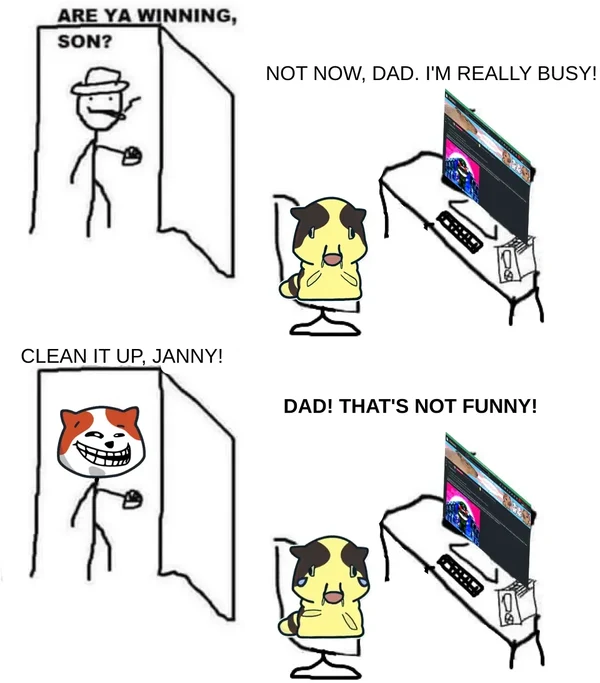 ARE YA WINNING,
SON?
NOT NOW, DAD. I'M REALLY BUSY!
CLEAN IT UP, JANNY!
DAD! THAT'S NOT FUNNY!